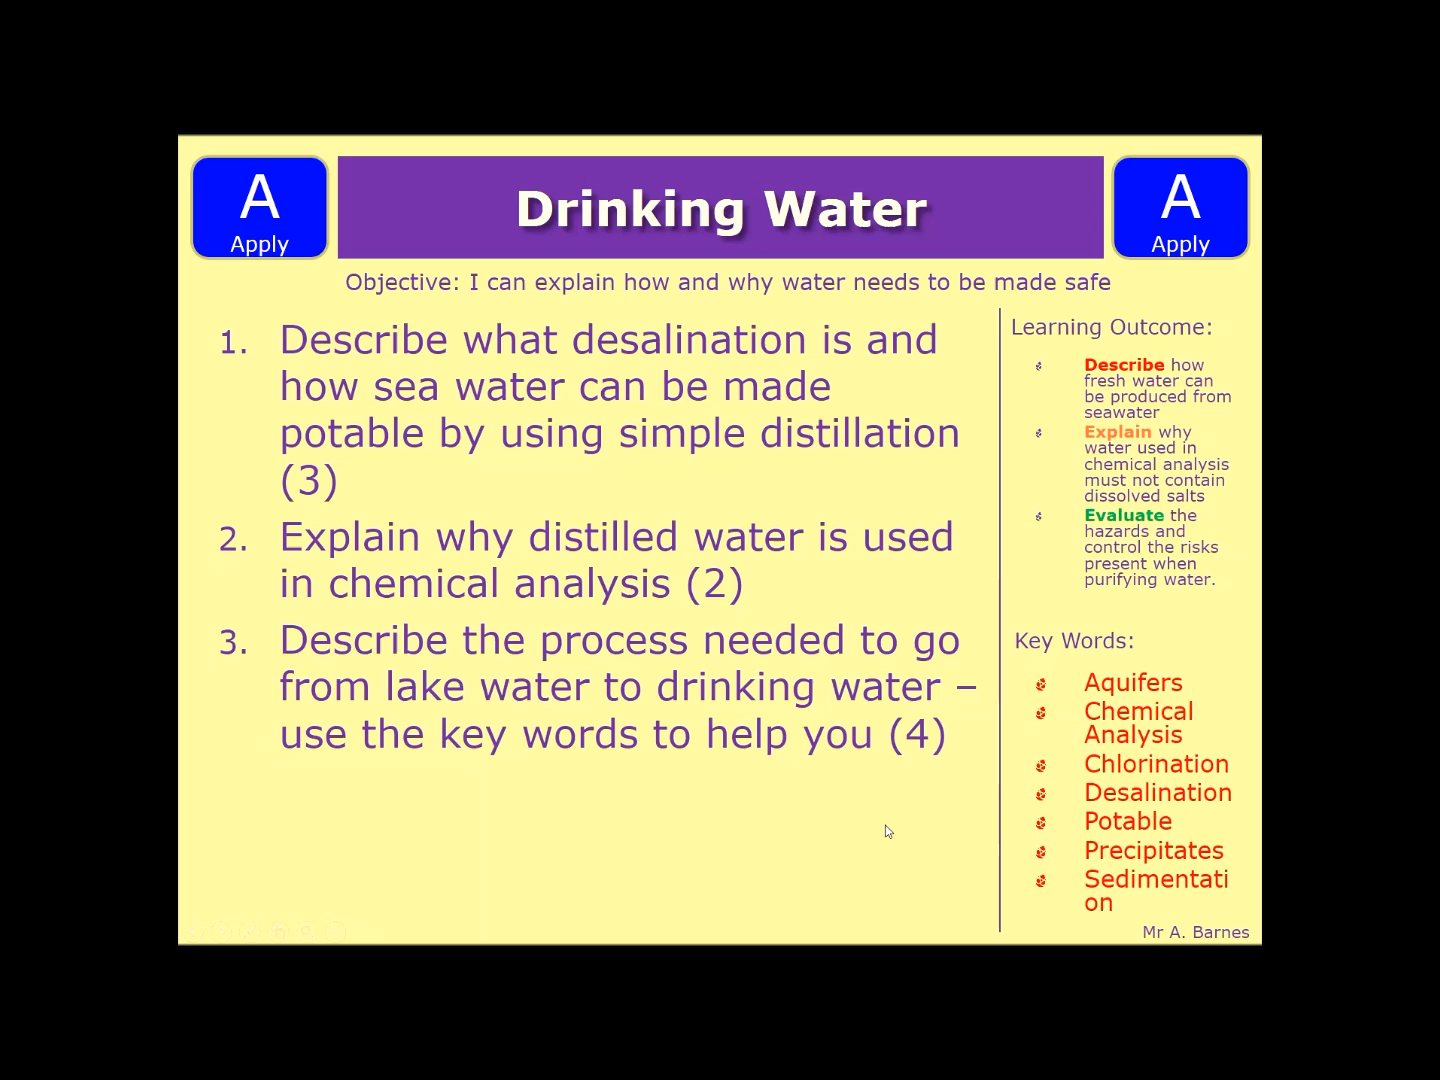 A
Apply
Drinking Water
A
Apply
Objective: I can explain how and why water needs to be made safe
1. Describe what desalination is and
how sea water can be made
potable by using simple distillation
(3)
2. Explain why distilled water is used
in chemical analysis (2)
3. Describe the process needed to go
from lake water to drinking water –
use the key words to help you (4)
Learning Outcome:
Describe how
fresh water can
be produced from
seawater
Explain why
water used in
chemical analysis
must not contain
dissolved salts
Evaluate the
hazards and
control the risks
present when
purifying water.
Key Words:
Aquifers
Chemical
Analysis
Chlorination
Desalination
Potable
Precipitates
Sedimentati
on
Mr A. Barnes